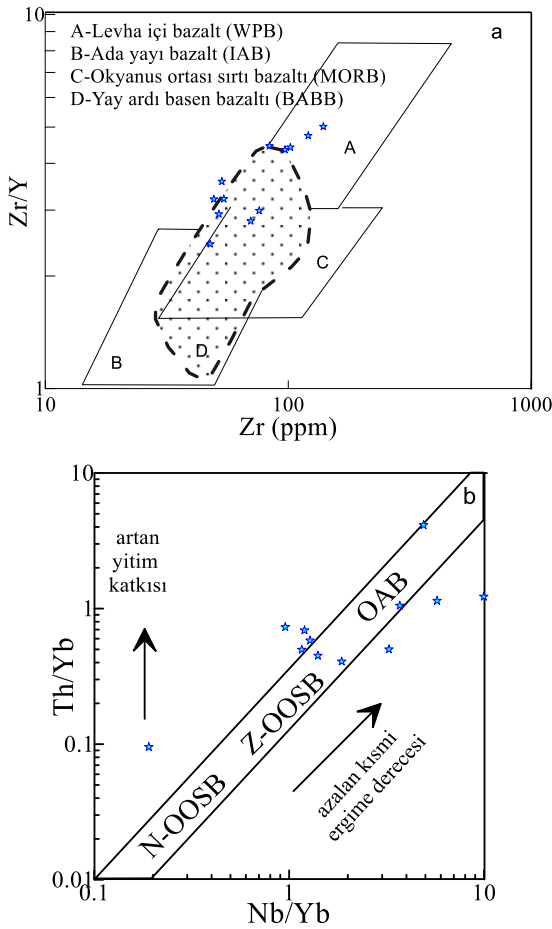 10
a
A-Levha içi bazalt (WPB)
B-Ada yayı bazalt (IAB)
C-Okyanus ortası sırtı bazaltı (MORB)
D-Yay ardı basen bazaltı (BABB)
Zr/Y
A
C
B
D
1
10
100
1000
Zr (ppm)
10
b
artan
yitim
katkısı
OAB
1
Th/Yb
Z-OOSB
0.1
N-OOSB
azalan kısmi
ergime derecesi
0.01
0.1
1
10
Nb/Yb